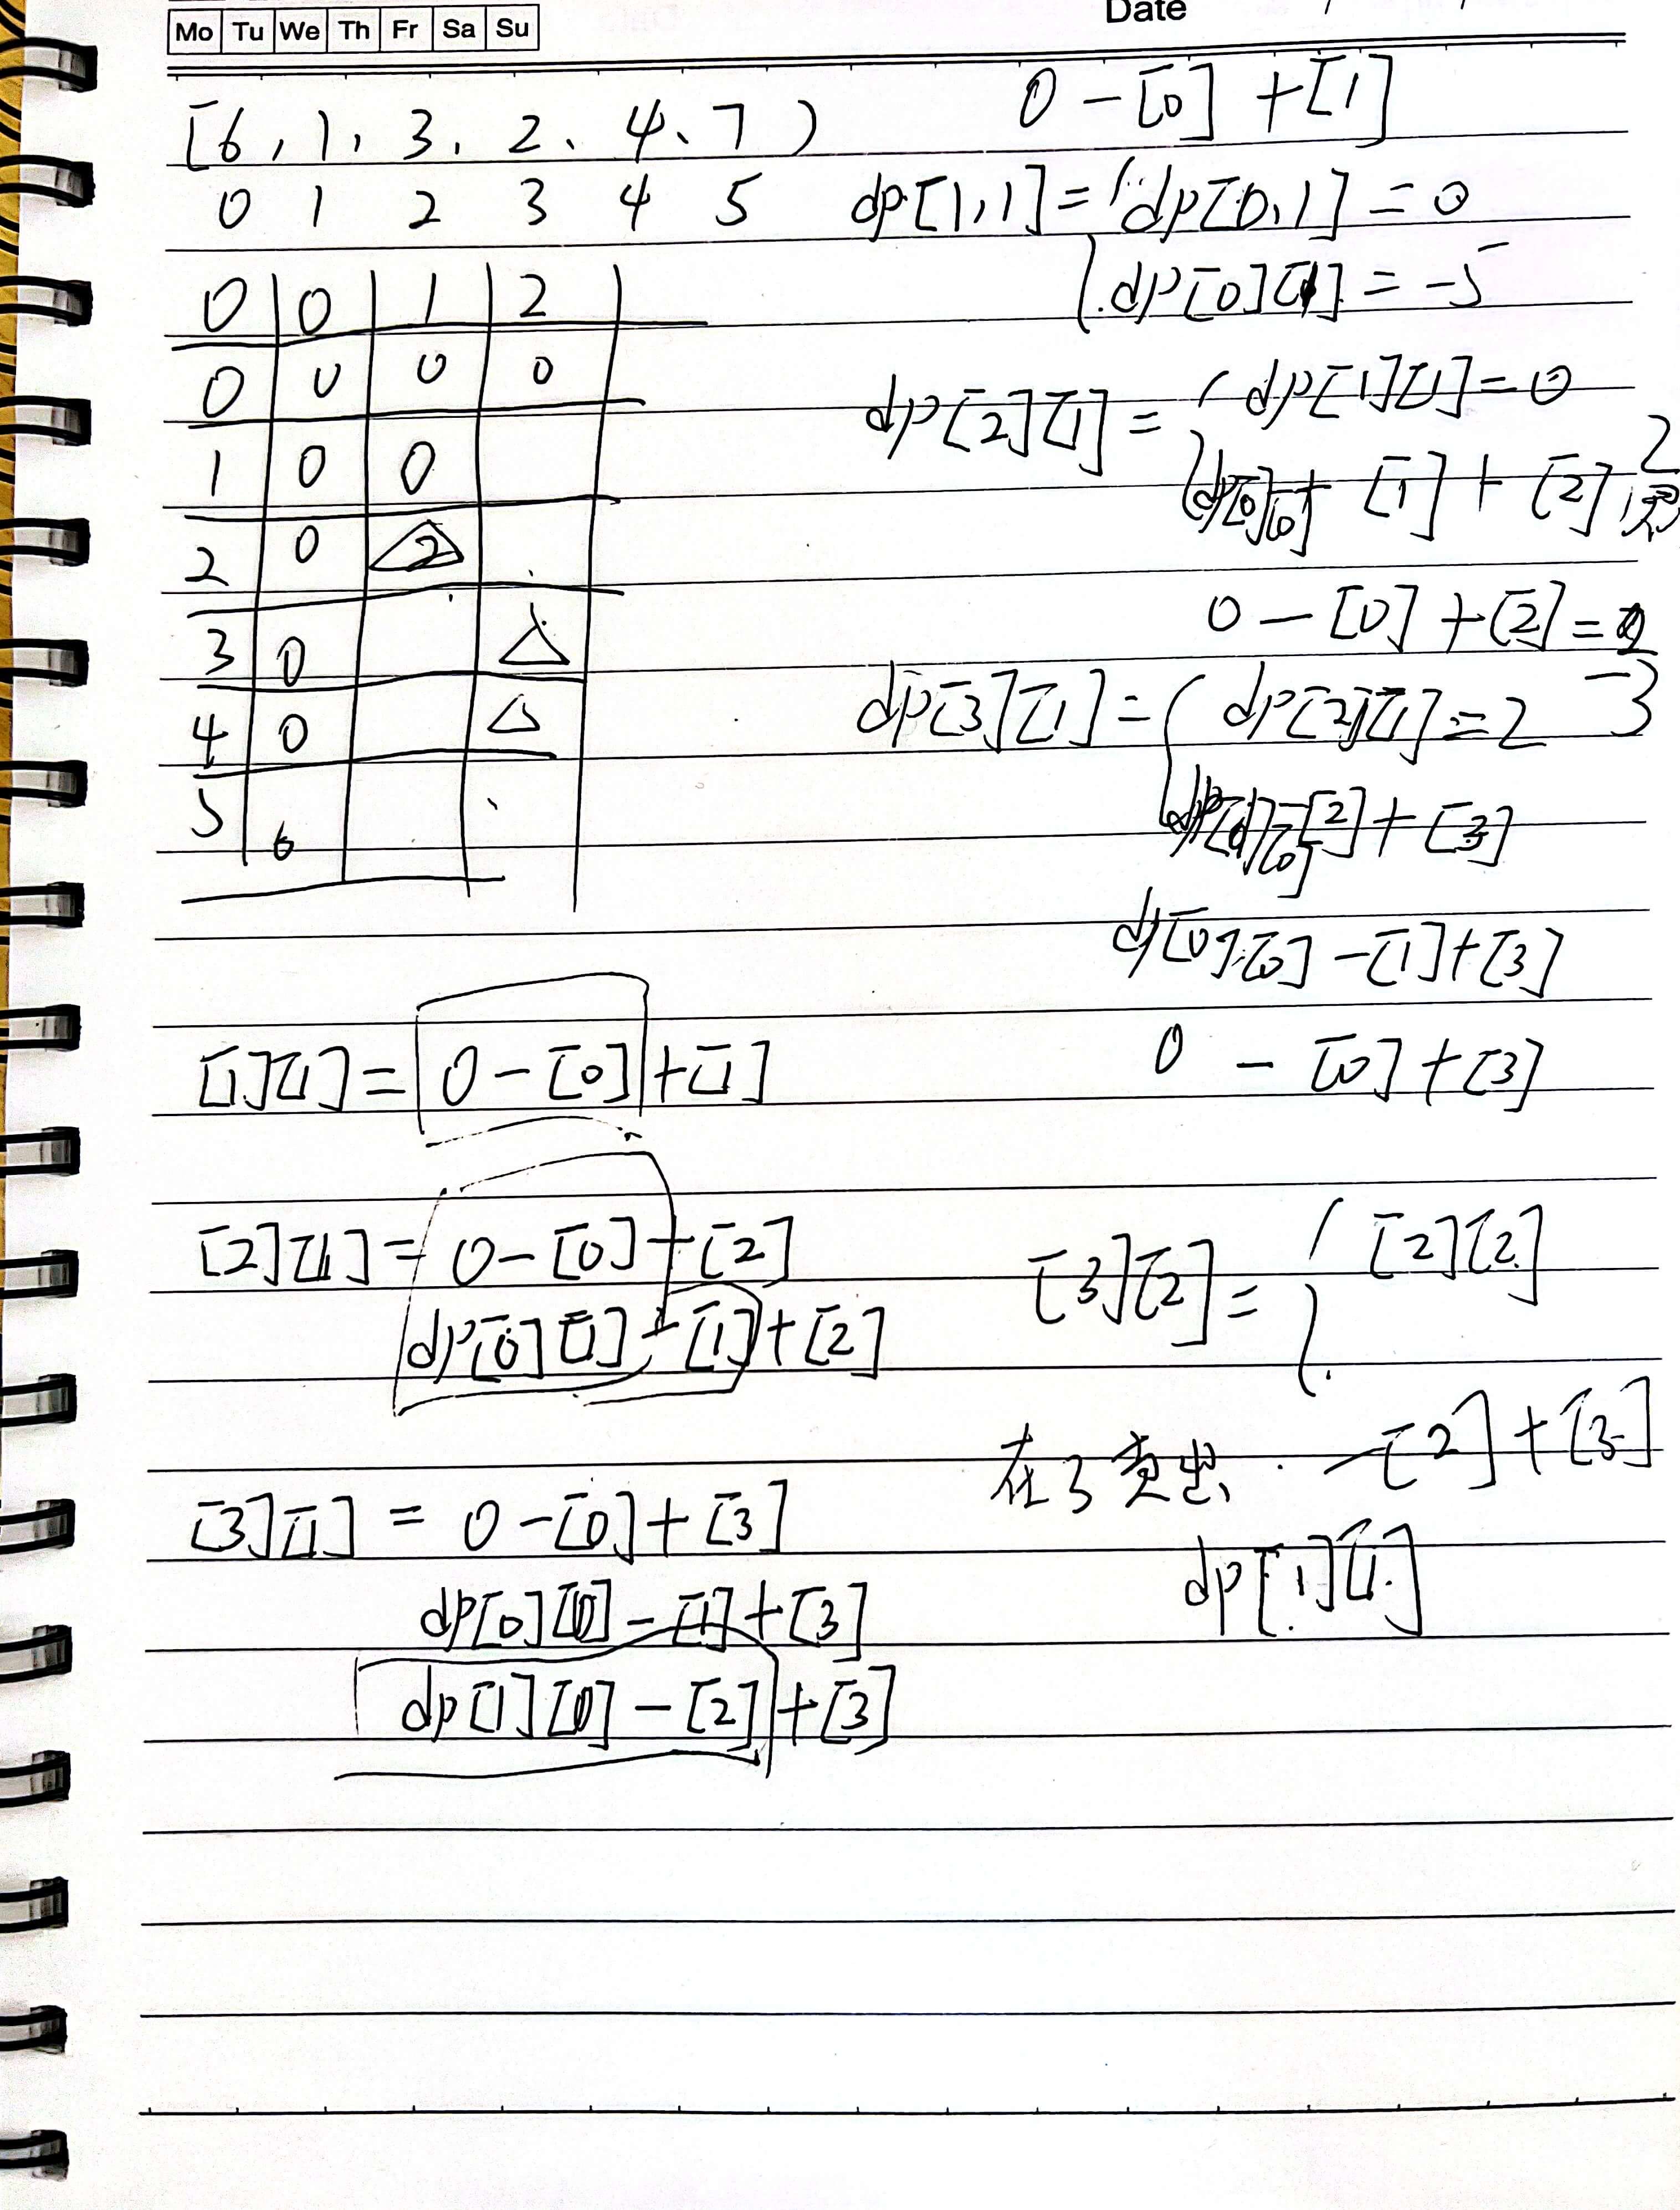 Mo Tu We Th Fr Sa Su
Date
[6, 1, 3, 2, 4, 7)
0 1 2 3 4 5
0 - [0] + [1]
dp[1,1] = dp[0,1] = 0
dp[0][1] = -5
0 0 1 2
0 0 0 0
1 0 0
2 0 2
3 0
4 0
5 0
dp[2][1] = dp[1][1] = 0
dp[0][0] + [1] + [2] 2
0 - [0] + [2] = -3
dp[3][1] = dp[2][1] = 2
dp[0][0] - [2] + [3]
dp[0][0] - [1] + [3]
0 - [0] + [3]
[1][1] = 0 - [0] + [1]
[2][1] = 0 - [0] + [2]
dp[0][1] - [1] + [2]
[3][2] = [2][2]
在3卖出 - [2] + [3]
dp[1][1]
[3][1] = 0 - [0] + [3]
dp[0][0] - [1] + [3]
dp[1][0] - [2] + [3]